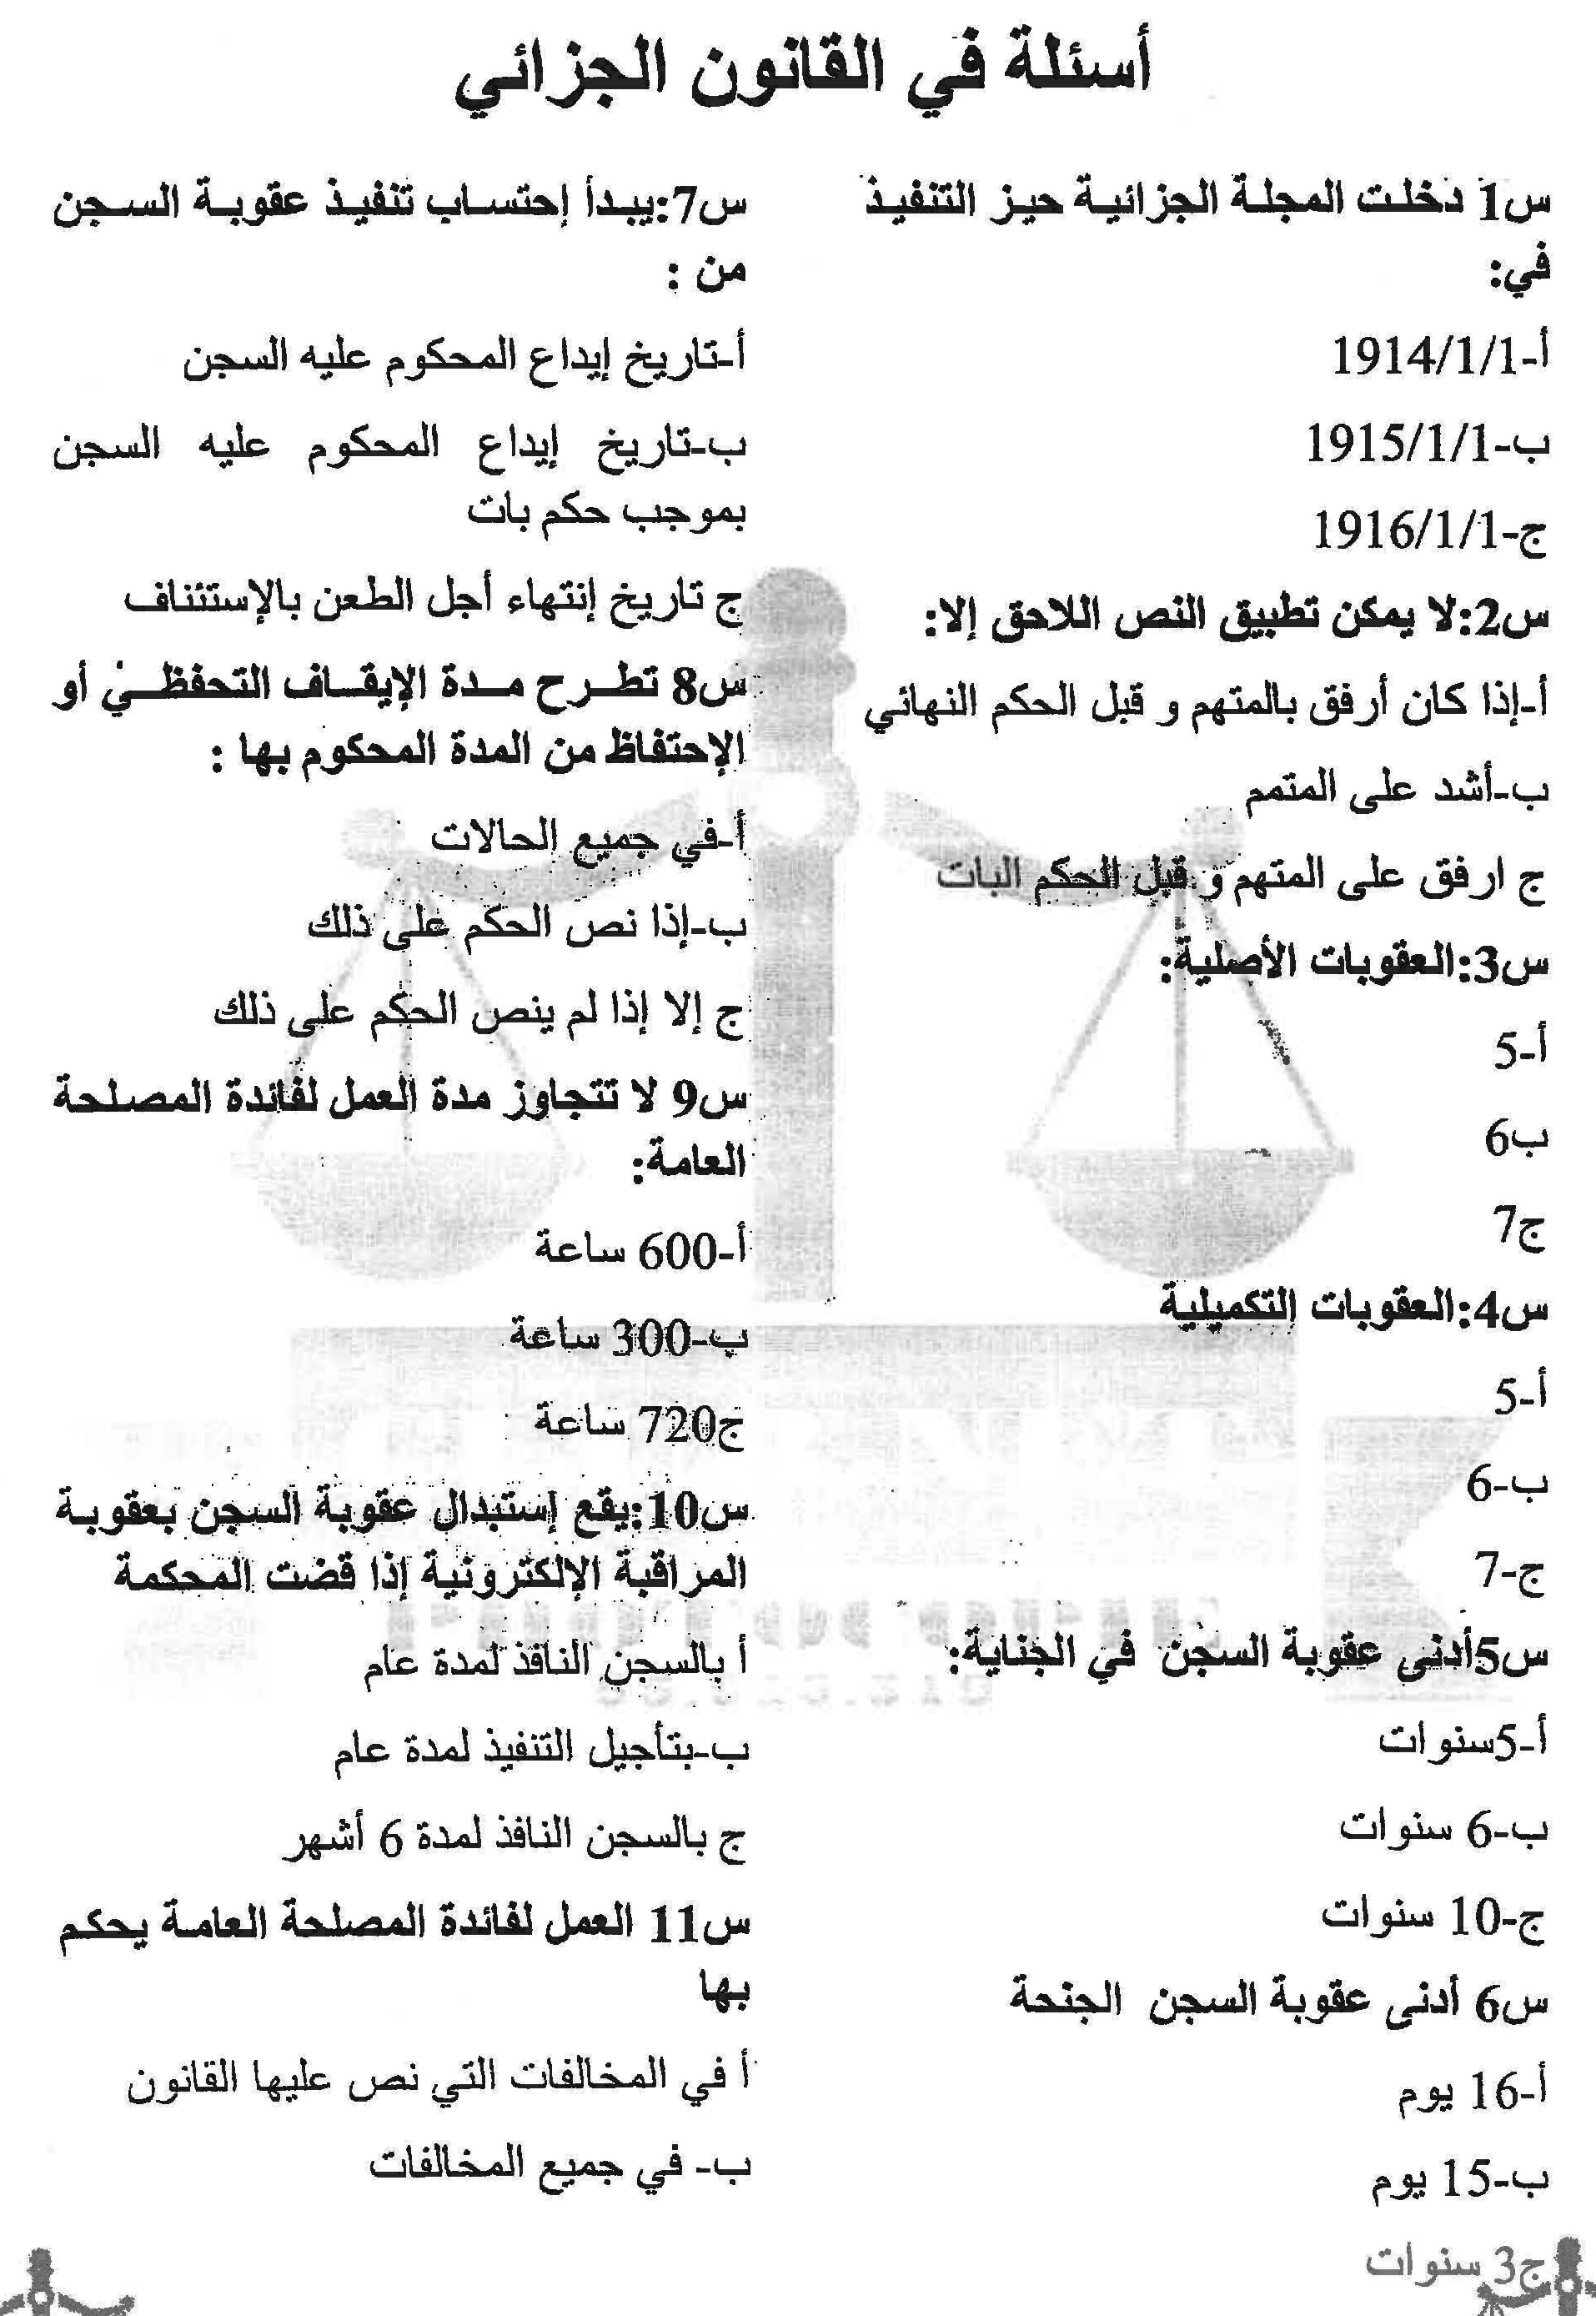 أسئلة في القانون الجزائي
س1 دخلت المجلة الجزائية حيز التنفيذ
في:
أ-1914/1/1
ب-1915/1/1
ج-1916/1/1
س2:لا يمكن تطبيق النص اللاحق إلا:
أ-إذا كان أرفق بالمتهم و قبل الحكم النهائي
ب-أشد على المتمم
ج ارفق على المتهم و قبل الحكم البات
س3:العقوبات الأصلية:
أ-5
ب6
ج7
س4:العقوبات التكميلية
أ-5
ب-6
ج-7
س5أدنى عقوبة السجن في الجناية:
أ-5سنوات
ب-6 سنوات
ج-10 سنوات
س6 أدنى عقوبة السجن الجنحة
أ-16 يوم
ب-15 يوم
ج3 سنوات
س7:يبدأ إحتساب تنفيذ عقوبة السجن
من :
أ-تاريخ إيداع المحكوم عليه السجن
ب-تاريخ إيداع المحكوم عليه السجن
بموجب حكم بات
ج تاريخ إنتهاء أجل الطعن بالإستئناف
س8 تطرح مدة الإيقاف التحفظي أو
الإحتفاظ من المدة المحكوم بها :
أ-في جميع الحالات
ب-إذا نص الحكم على ذلك
ج إلا إذا لم ينص الحكم على ذلك
س9 لا تتجاوز مدة العمل لفائدة المصلحة
العامة:
أ-600 ساعة
ب-300 ساعة
ج720 ساعة
س10:يقع إستبدال عقوبة السجن بعقوبة
المراقبة الإلكترونية إذا قضت المحكمة
أ بالسجن النافذ لمدة عام
ب-بتأجيل التنفيذ لمدة عام
ج بالسجن النافذ لمدة 6 أشهر
س11 العمل لفائدة المصلحة العامة يحكم
بها
أ في المخالفات التي نص عليها القانون
ب- في جميع المخالفات